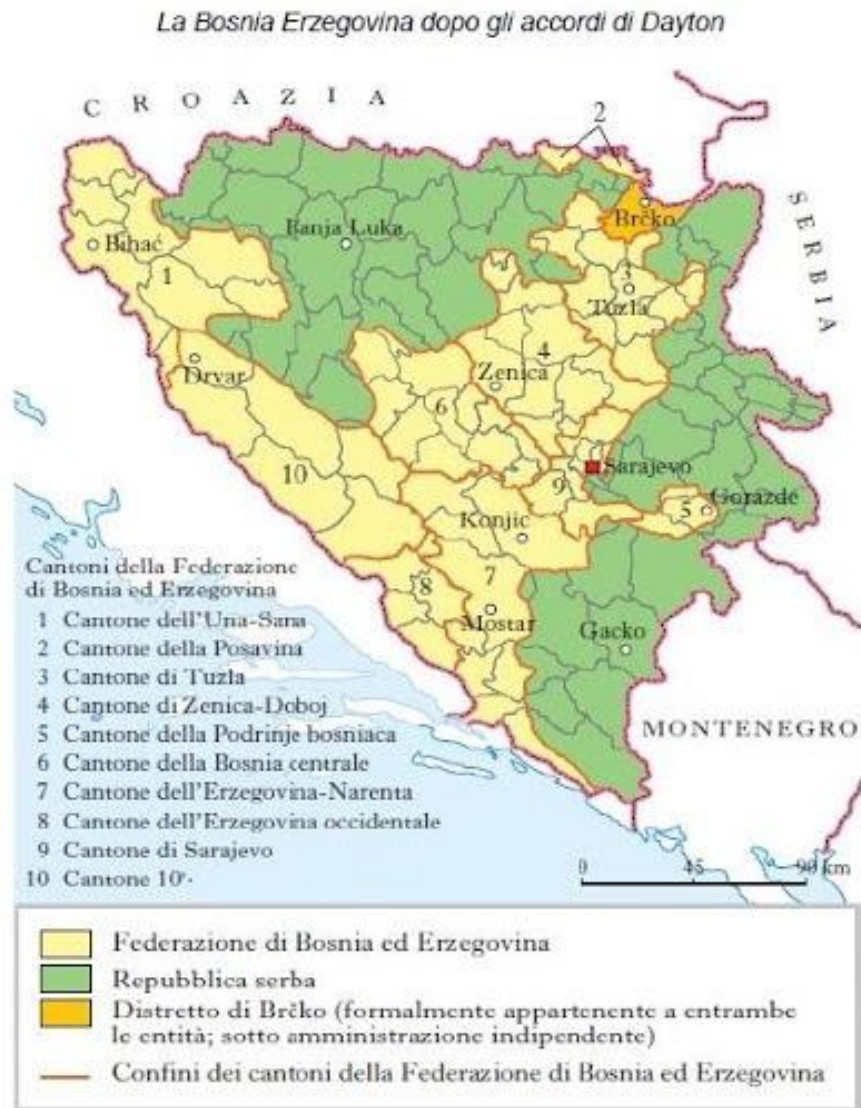 La Bosnia Erzegovina dopo gli accordi di Dayton
CROAZIA
2
SERBIA
Brčko
Banja Luka
Bihać
1
3
Tuzla
Drvar
4
Zenica
6
10
Sarajevo
9
Goražde
5
Konjic
7
8
Mostar
Gacko
MONTENEGRO
Cantoni della Federazione
di Bosnia ed Erzegovina
1 Cantone dell'Una-Sana
2 Cantone della Posavina
3 Cantone di Tuzla
4 Cantone di Zenica-Doboj
5 Cantone della Podrinje bosniaca
6 Cantone della Bosnia centrale
7 Cantone dell'Erzegovina-Narenta
8 Cantone dell'Erzegovina occidentale
9 Cantone di Sarajevo
10 Cantone 10
0 45 90 km
Federazione di Bosnia ed Erzegovina
Repubblica serba
Distretto di Brčko (formalmente appartenente a entrambe
le entità; sotto amministrazione indipendente)
Confini dei cantoni della Federazione di Bosnia ed Erzegovina